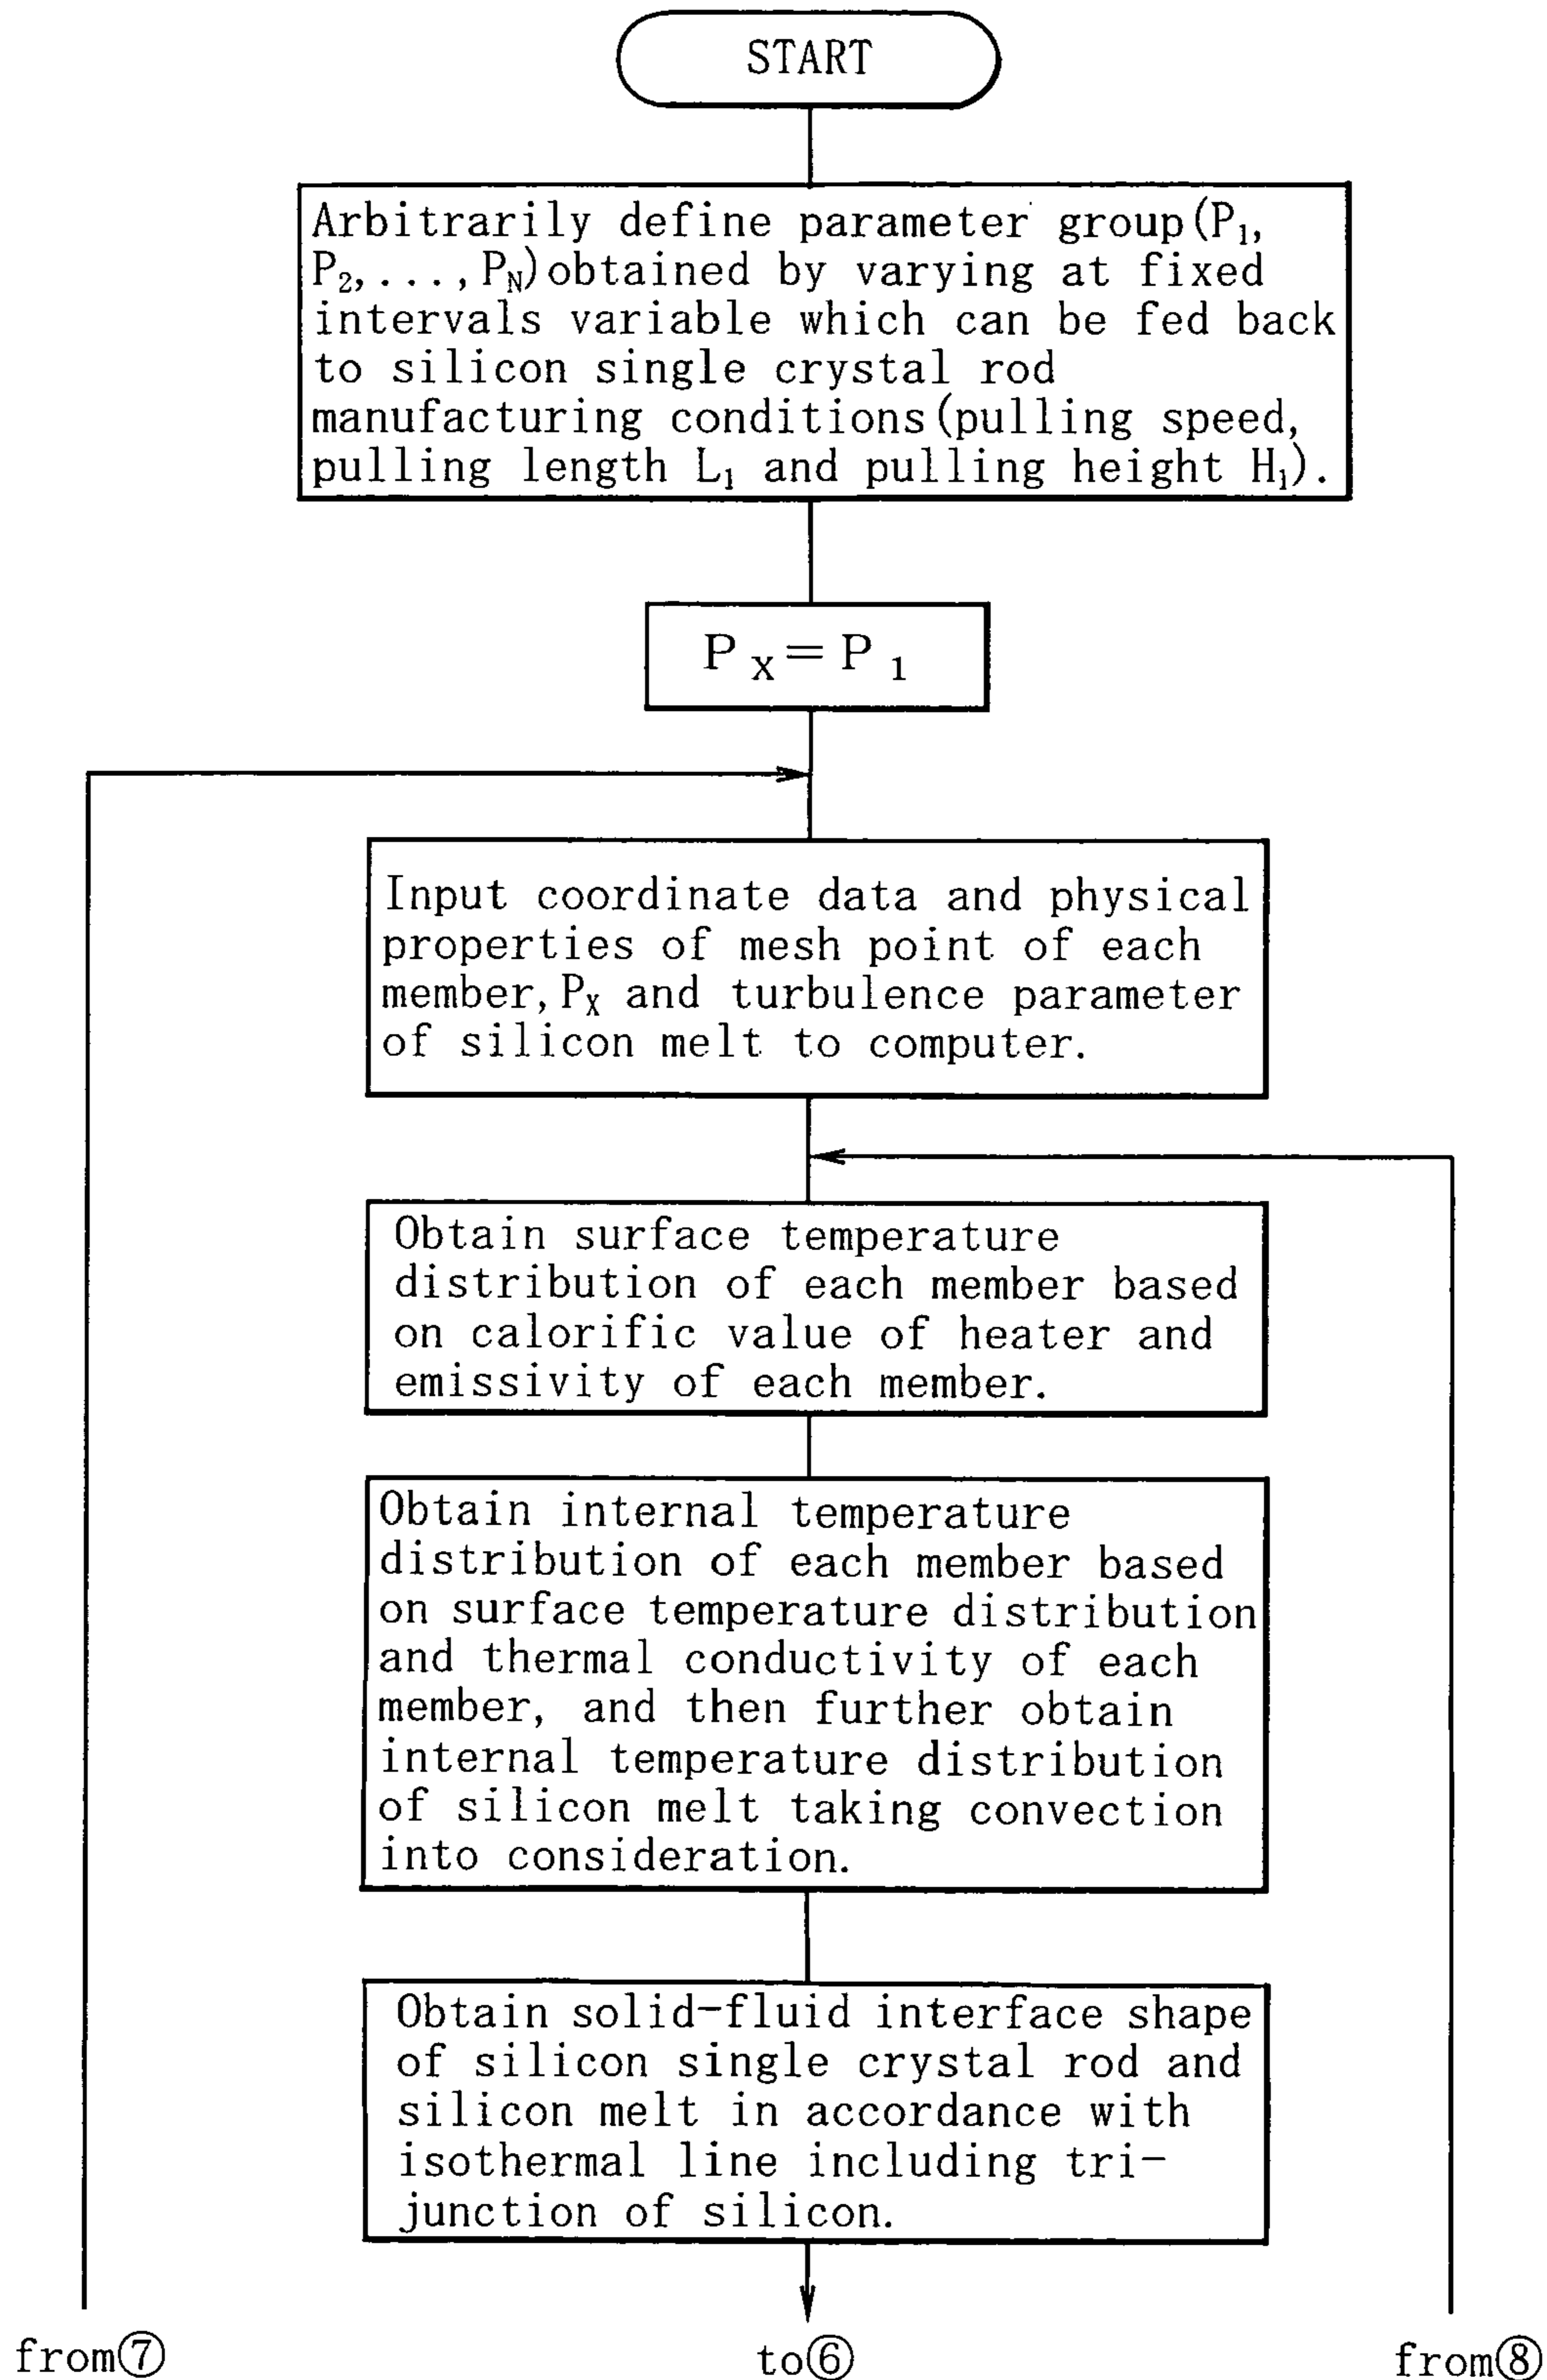 START
Arbitrarily define parameter group(P₁,
P₂,...,P_N)obtained by varying at fixed
intervals variable which can be fed back
to silicon single crystal rod
manufacturing conditions(pulling speed,
pulling length L₁ and pulling height H₁).
P_X=P₁
Input coordinate data and physical
properties of mesh point of each
member,P_X and turbulence parameter
of silicon melt to computer.
Obtain surface temperature
distribution of each member based
on calorific value of heater and
emissivity of each member.
Obtain internal temperature
distribution of each member based
on surface temperature distribution
and thermal conductivity of each
member, and then further obtain
internal temperature distribution
of silicon melt taking convection
into consideration.
Obtain solid-fluid interface shape
of silicon single crystal rod and
silicon melt in accordance with
isothermal line including tri-
junction of silicon.
from⑦
to⑥
from⑧